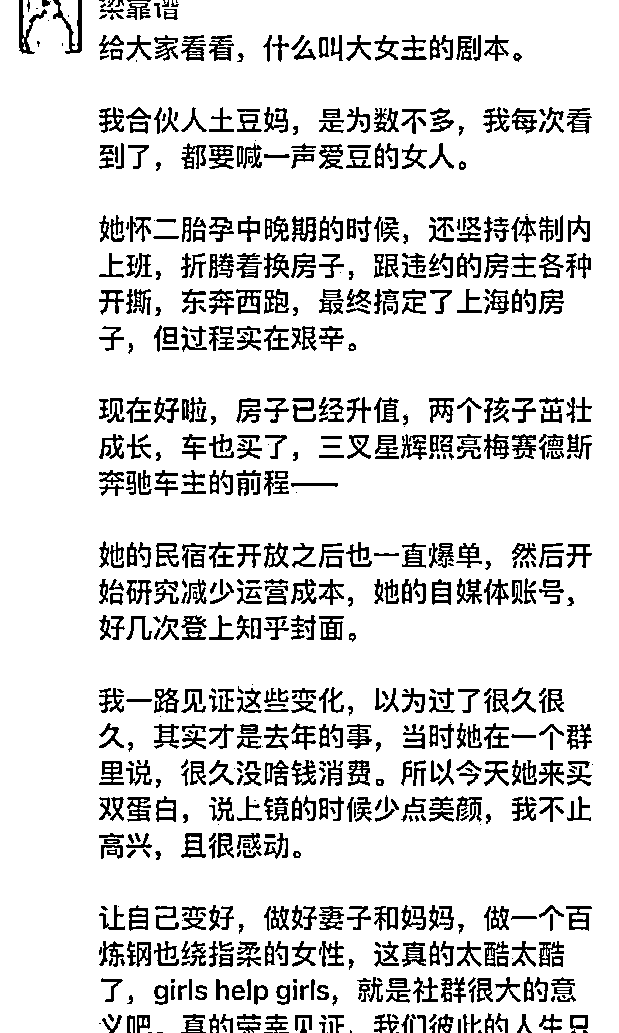 梁靠谱
给大家看看，什么叫大女主的剧本。
我合伙人土豆妈，是为数不多，我每次看
到了，都要喊一声爱豆的女人。
她怀二胎孕中晚期的时候，还坚持体制内
上班，折腾着换房子，跟违约的房主各种
开撕，东奔西跑，最终搞定了上海的房
子，但过程实在艰辛。
现在好啦，房子已经升值，两个孩子茁壮
成长，车也买了，三叉星辉照亮梅赛德斯
奔驰车主的前程——
她的民宿在开放之后也一直爆单，然后开
始研究减少运营成本，她的自媒体账号，
好几次登上知乎封面。
我一路见证这些变化，以为过了很久很
久，其实才是去年的事，当时她在一个群
里说，很久没啥钱消费。所以今天她来买
双蛋白，说上镜的时候少点美颜，我不止
高兴，且很感动。
让自己变好，做好妻子和妈妈，做一个百
炼钢也绕指柔的女性，这真的太酷太酷
了，girls help girls，就是社群很大的意
义吧。真的荣幸见证，我们彼此的人生只